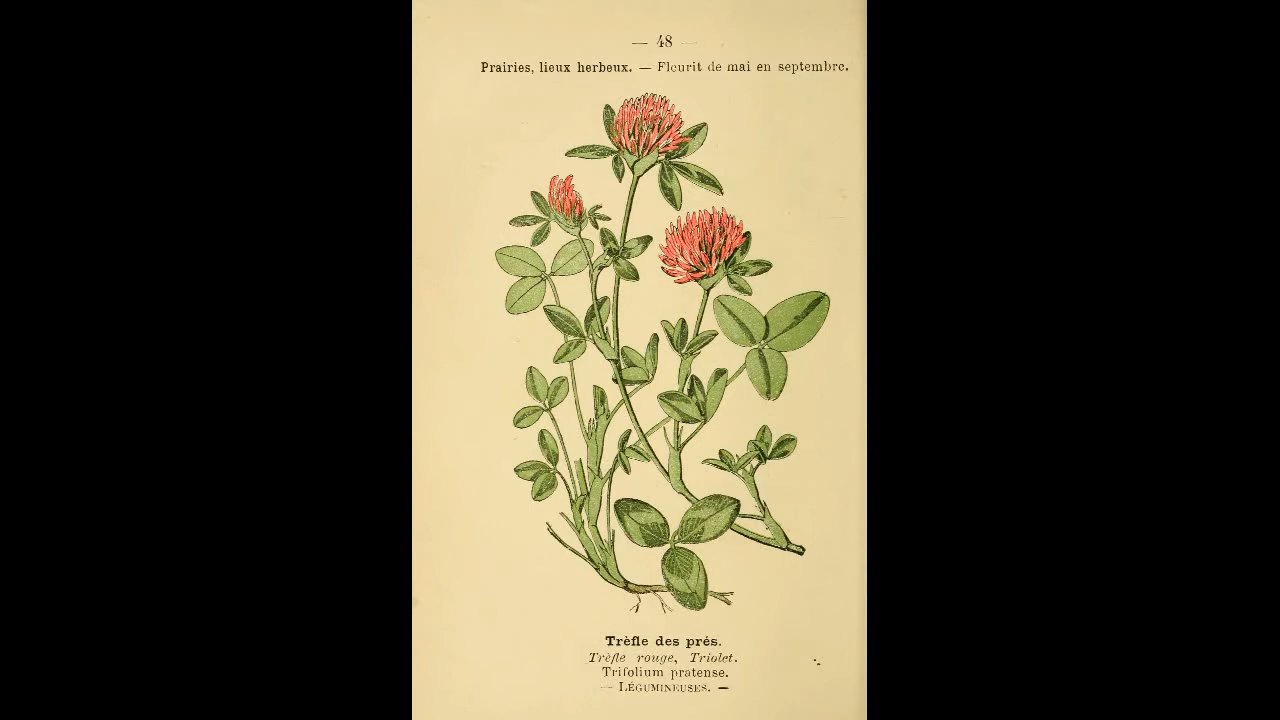 — 48 —
Prairies, lieux herbeux. — Fleurit de mai en septembre.
Trèfle des prés.
Trèfle rouge, Triolet.
Trifolium pratense.
— LÉGUMINEUSES. —